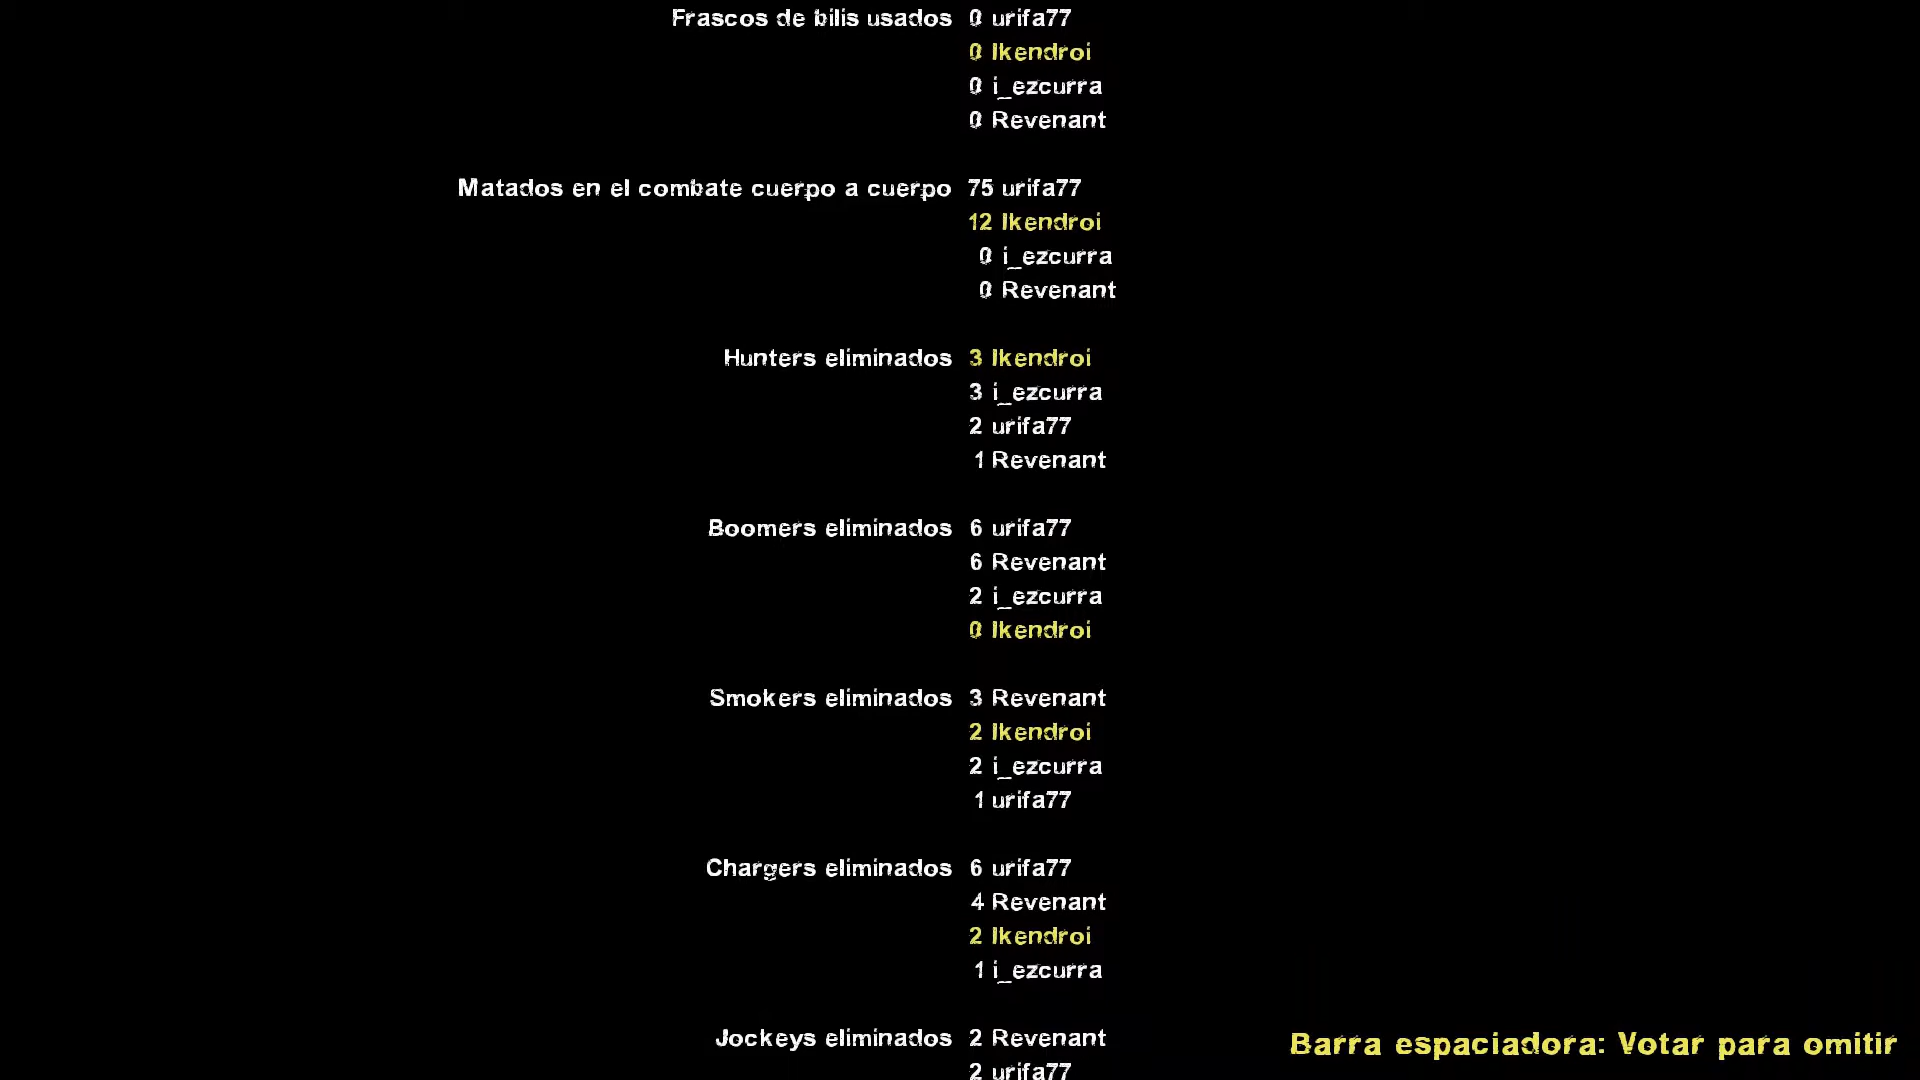 Frascos de bilis usados 0 urifa77
0 Ikendroi
0 i_ezcurra
0 Revenant
Matados en el combate cuerpo a cuerpo 75 urifa77
12 Ikendroi
0 i_ezcurra
0 Revenant
Hunters eliminados 3 Ikendroi
3 i_ezcurra
2 urifa77
1 Revenant
Boomers eliminados 6 urifa77
6 Revenant
2 i_ezcurra
0 Ikendroi
Smokers eliminados 3 Revenant
2 Ikendroi
2 i_ezcurra
1 urifa77
Chargers eliminados 6 urifa77
4 Revenant
2 Ikendroi
1 i_ezcurra
Jockeys eliminados 2 Revenant
2 urifa77
Barra espaciadora: Votar para omitir